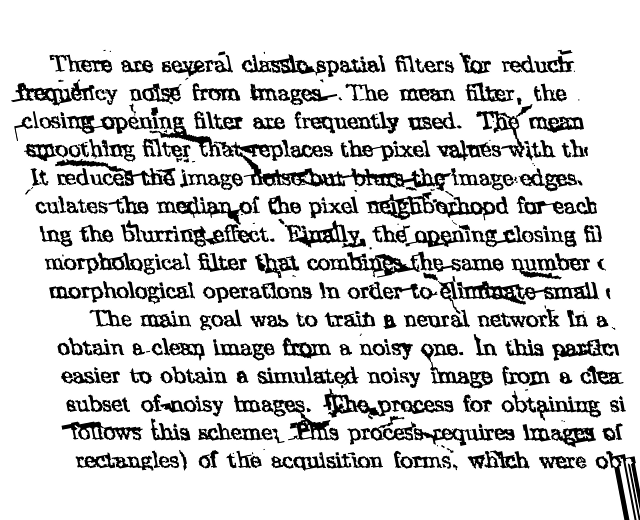 There are several classic spatial filters for reducin
frequency noise from images. The mean filter, the
closing opening filter are frequently used. The mean
smoothing filter that replaces the pixel values with the
It reduces the image noise but blurs the image edges.
culates the median of the pixel neighborhood for each
ing the blurring effect. Finally, the opening closing fil
morphological filter that combines the same number
morphological operations in order to eliminate small
The main goal was to train a neural network in a
obtain a clean image from a noisy one. In this particu
easier to obtain a simulated noisy image from a clea
subset of noisy images. The process for obtaining si
follows this scheme; This process requires images of
rectangles) of the acquisition forms, which were ob